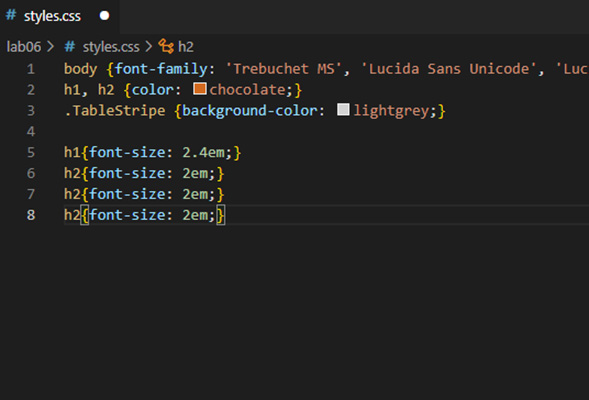 # styles.css
lab06 > # styles.css > h2
1 body {font-family: 'Trebuchet MS', 'Lucida Sans Unicode',
2 h1, h2 {color: chocolate;}
3 .TableStripe {background-color: lightgrey;}
4
5 h1{font-size: 2.4em;}
6 h2{font-size: 2em;}
7 h2{font-size: 2em;}
8 h2{font-size: 2em;}